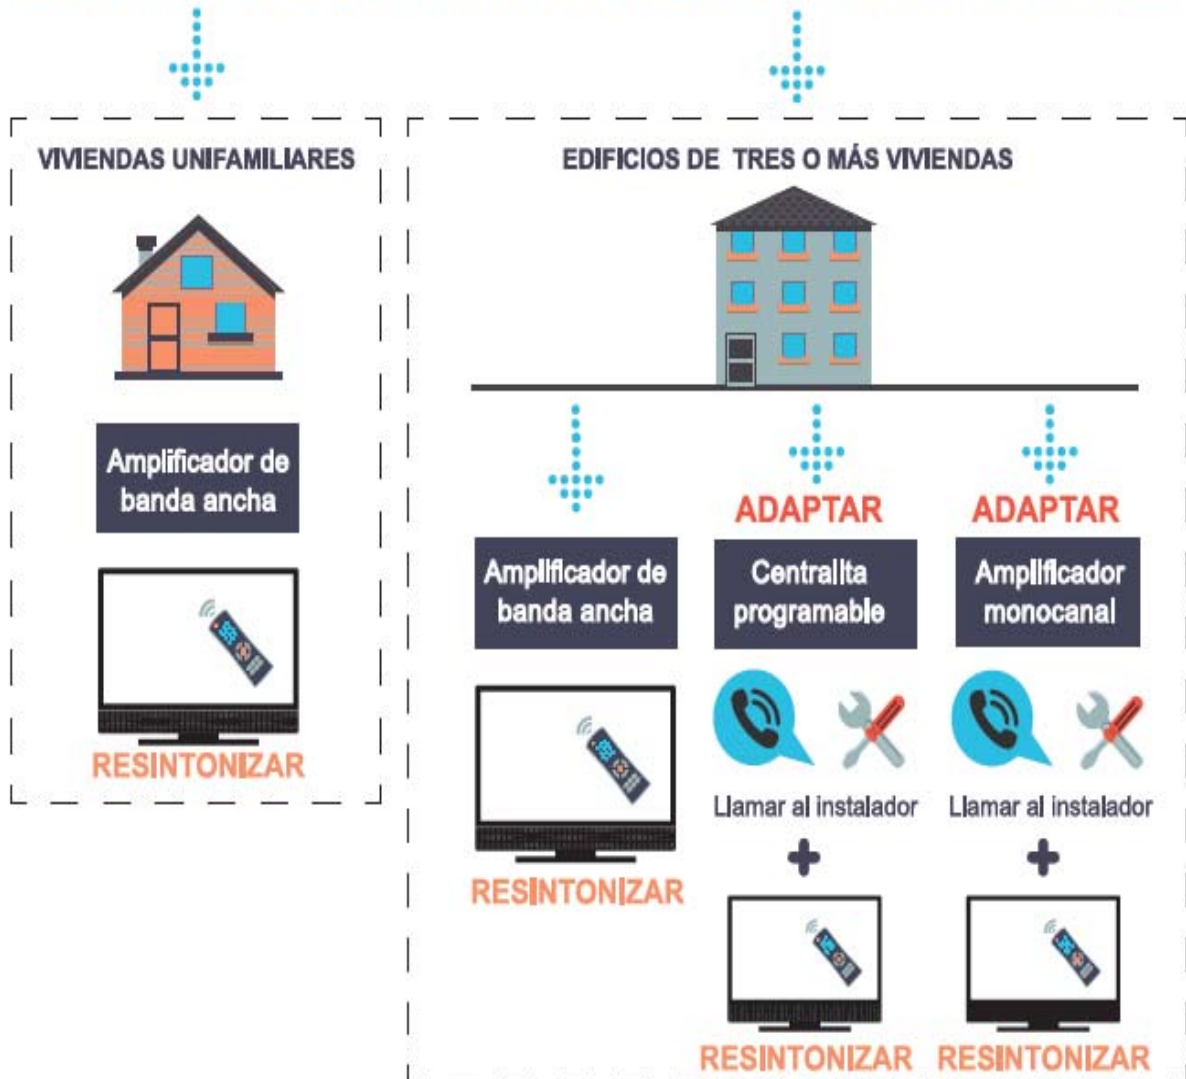 VIVIENDAS UNIFAMILIARES
Amplificador de
banda ancha
RESINTONIZAR
EDIFICIOS DE TRES O MÁS VIVIENDAS
Amplificador de
banda ancha
RESINTONIZAR
ADAPTAR
Centralita
programable
Llamar al instalador
+
RESINTONIZAR
ADAPTAR
Amplificador
monocanal
Llamar al instalador
+
RESINTONIZAR